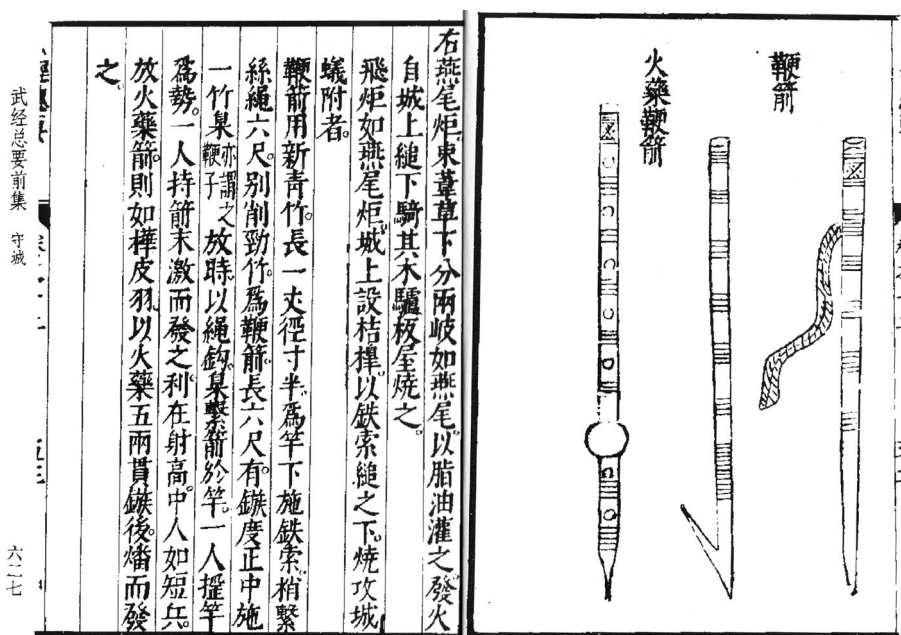 鞭箭
火藥鞭箭
右燕尾炬。束葦草下分兩岐如燕尾。以脂油灌之。發火
自城上縋下。騎其木驢板屋燒之。
飛炬如燕尾炬。城上設桔槹。以鉄索縋之下。燒攻城
蟻附者。
鞭箭用新青竹。長一丈徑寸半。爲竿下施鉄索。梢繫
絲繩六尺。别削勁竹。爲鞭箭。長六尺。有鏃度正中施
一竹臬亦謂之鞭子放時。以繩鈎臬繫箭於竿。一人摇竿
爲勢。一人持箭末激而發之。利在射高。中人如短兵。
放火藥箭。則如樺皮羽。以火藥五兩貫鏃後。燔而發
之。
武经总要前集 守城
六二七